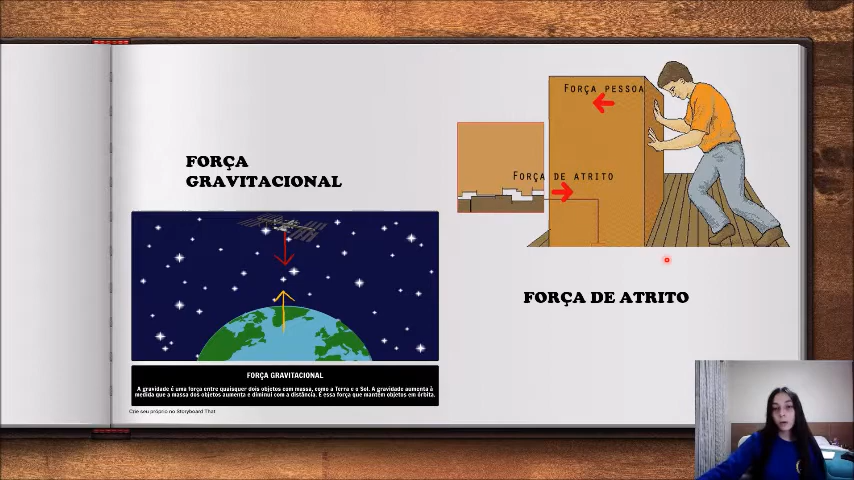 FORÇA
GRAVITACIONAL
FORÇA GRAVITACIONAL
A gravidade é uma força entre quaisquer dois objetos com massa, como a Terra e o Sol. A gravidade aumenta à
medida que a massa dos objetos aumenta e diminui com a distância. É essa força que mantém objetos em órbita.
Crie seu próprio no Storyboard That
FORÇA PESSOA
FORÇA DE ATRITO
FORÇA DE ATRITO